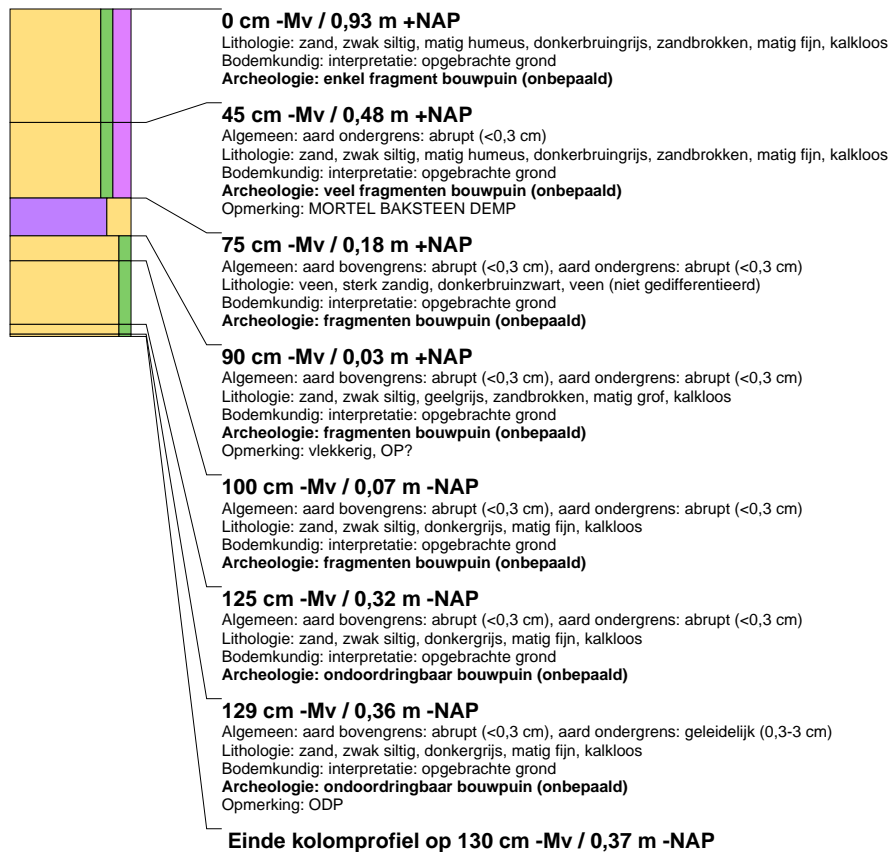 0 cm -Mv / 0,93 m +NAP
Lithologie: zand, zwak siltig, matig humeus, donkerbruingrijs, zandbrokken, matig fijn, kalkloos
Bodemkundig: interpretatie: opgebrachte grond
Archeologie: enkel fragment bouwpuin (onbepaald)
45 cm -Mv / 0,48 m +NAP
Algemeen: aard ondergrens: abrupt (<0,3 cm)
Lithologie: zand, zwak siltig, matig humeus, donkerbruingrijs, zandbrokken, matig fijn, kalkloos
Bodemkundig: interpretatie: opgebrachte grond
Archeologie: veel fragmenten bouwpuin (onbepaald)
Opmerking: MORTEL BAKSTEEN DEMP
75 cm -Mv / 0,18 m +NAP
Algemeen: aard bovengrens: abrupt (<0,3 cm), aard ondergrens: abrupt (<0,3 cm)
Lithologie: veen, sterk zandig, donkerbruinzwart, veen (niet gedifferentieerd)
Bodemkundig: interpretatie: opgebrachte grond
Archeologie: fragmenten bouwpuin (onbepaald)
90 cm -Mv / 0,03 m +NAP
Algemeen: aard bovengrens: abrupt (<0,3 cm), aard ondergrens: abrupt (<0,3 cm)
Lithologie: zand, zwak siltig, geelgrijs, zandbrokken, matig grof, kalkloos
Bodemkundig: interpretatie: opgebrachte grond
Archeologie: fragmenten bouwpuin (onbepaald)
Opmerking: vlekkerig, OP?
100 cm -Mv / 0,07 m -NAP
Algemeen: aard bovengrens: abrupt (<0,3 cm), aard ondergrens: abrupt (<0,3 cm)
Lithologie: zand, zwak siltig, donkergrijs, matig fijn, kalkloos
Bodemkundig: interpretatie: opgebrachte grond
Archeologie: fragmenten bouwpuin (onbepaald)
125 cm -Mv / 0,32 m -NAP
Algemeen: aard bovengrens: abrupt (<0,3 cm), aard ondergrens: abrupt (<0,3 cm)
Lithologie: zand, zwak siltig, donkergrijs, matig fijn, kalkloos
Bodemkundig: interpretatie: opgebrachte grond
Archeologie: ondoordringbaar bouwpuin (onbepaald)
129 cm -Mv / 0,36 m -NAP
Algemeen: aard bovengrens: abrupt (<0,3 cm), aard ondergrens: geleidelijk (0,3-3 cm)
Lithologie: zand, zwak siltig, donkergrijs, matig fijn, kalkloos
Bodemkundig: interpretatie: opgebrachte grond
Archeologie: ondoordringbaar bouwpuin (onbepaald)
Opmerking: ODP
Einde kolomprofiel op 130 cm -Mv / 0,37 m -NAP